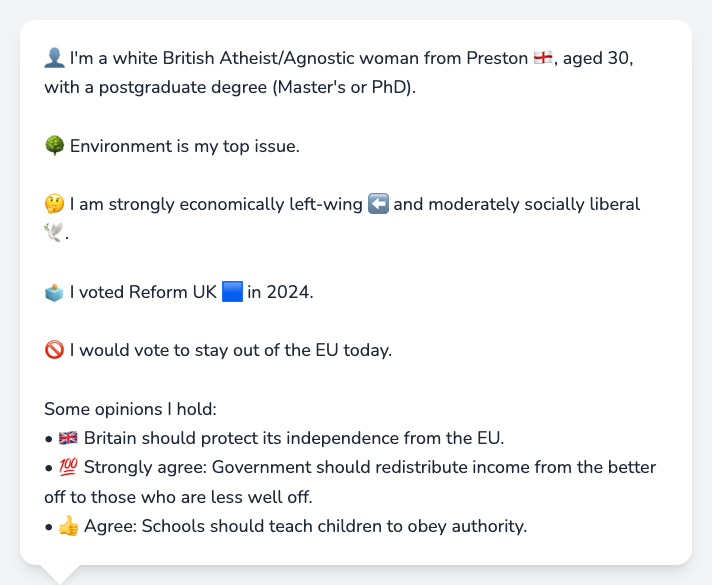 👤 I'm a white British Atheist/Agnostic woman from Preston 🏴󠁧󠁢󠁥󠁮󠁧󠁿, aged 30,
with a postgraduate degree (Master's or PhD).
🌳 Environment is my top issue.
🤔 I am strongly economically left-wing ⬅️ and moderately socially liberal
🕊️.
🗳️ I voted Reform UK 🟦 in 2024.
🚫 I would vote to stay out of the EU today.
Some opinions I hold:
• 🇬🇧 Britain should protect its independence from the EU.
• 💯 Strongly agree: Government should redistribute income from the better
off to those who are less well off.
• 👍 Agree: Schools should teach children to obey authority.